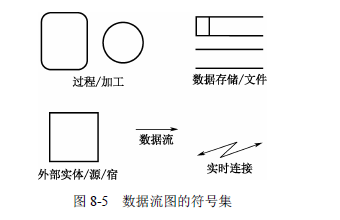 过程/加工
数据存储/文件
数据流
外部实体/源/宿
实时连接
图 8-5 数据流图的符号集